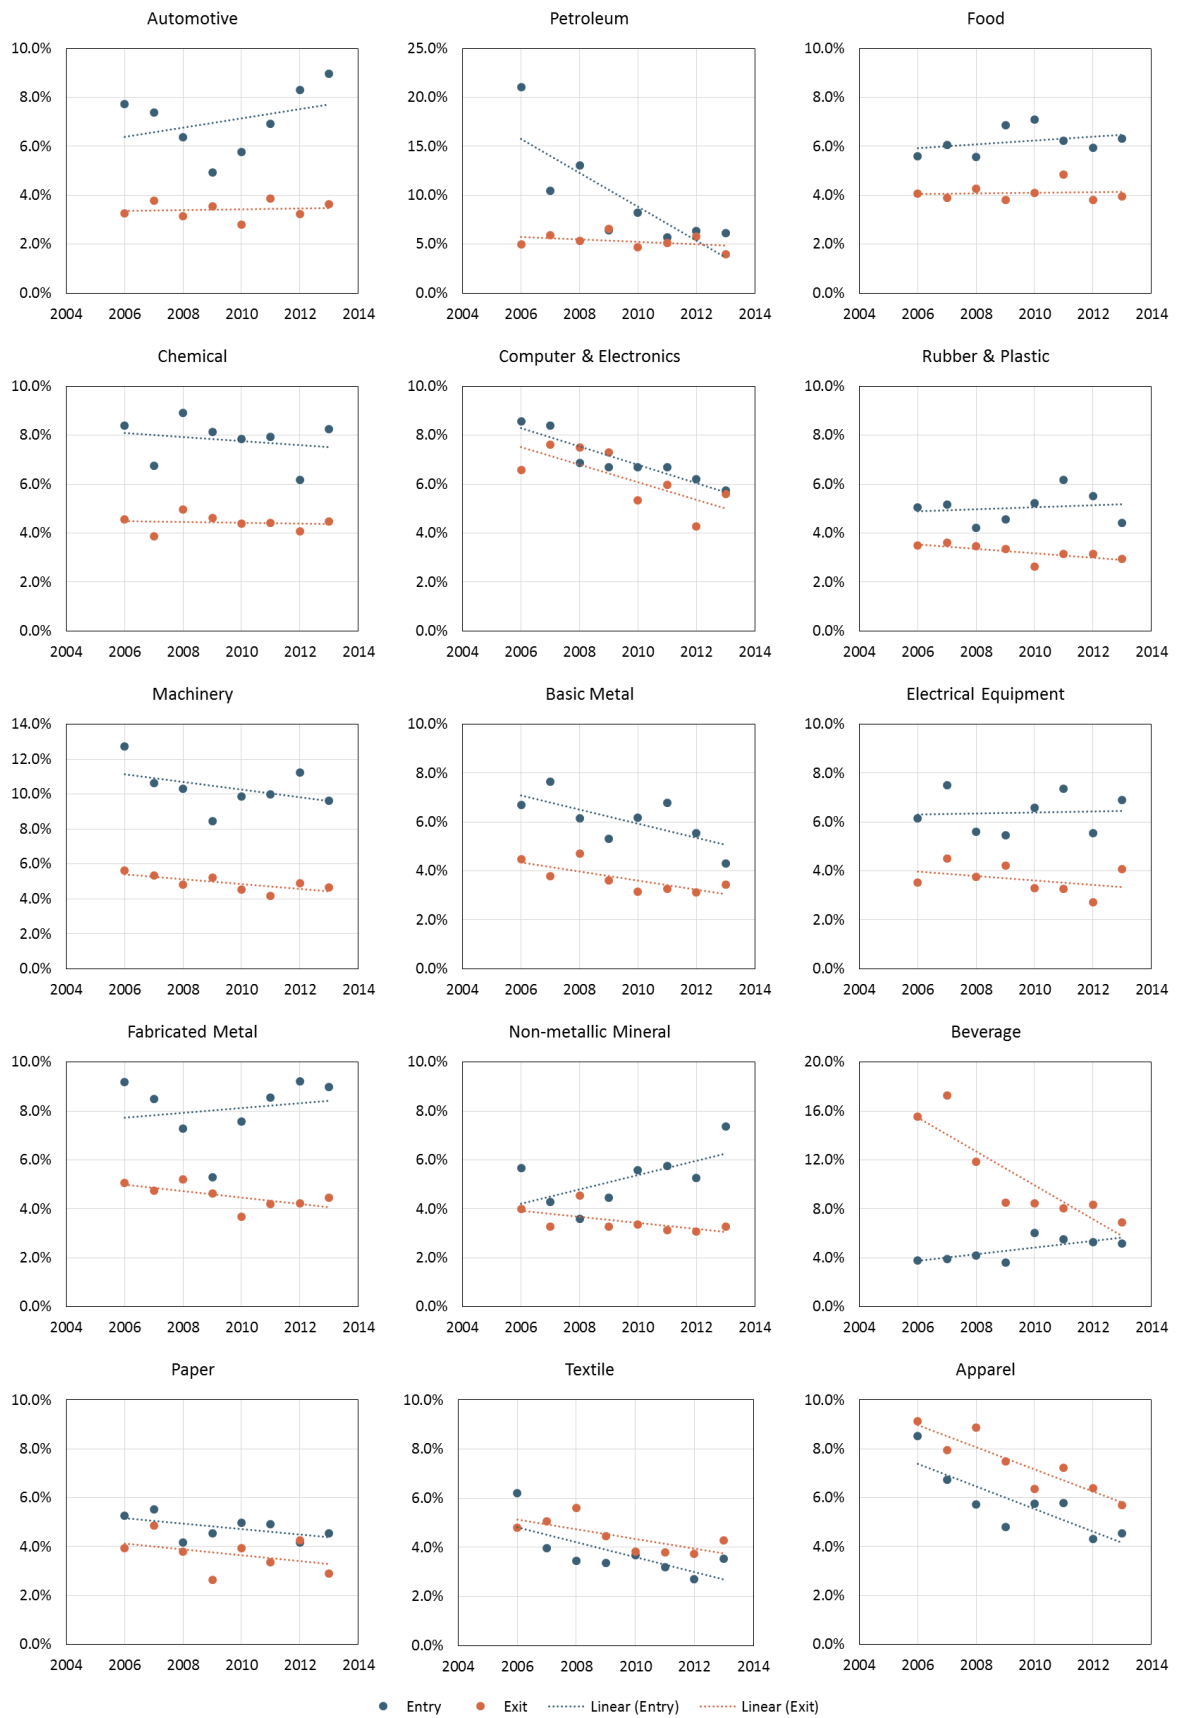 Automotive
Petroleum
Food
10.0%
8.0%
6.0%
4.0%
2.0%
0.0%
2004 2006 2008 2010 2012 2014
25.0%
20.0%
15.0%
10.0%
5.0%
0.0%
2004 2006 2008 2010 2012 2014
10.0%
8.0%
6.0%
4.0%
2.0%
0.0%
2004 2006 2008 2010 2012 2014
Chemical
Computer & Electronics
Rubber & Plastic
10.0%
8.0%
6.0%
4.0%
2.0%
0.0%
2004 2006 2008 2010 2012 2014
10.0%
8.0%
6.0%
4.0%
2.0%
0.0%
2004 2006 2008 2010 2012 2014
10.0%
8.0%
6.0%
4.0%
2.0%
0.0%
2004 2006 2008 2010 2012 2014
Machinery
Basic Metal
Electrical Equipment
14.0%
12.0%
10.0%
8.0%
6.0%
4.0%
2.0%
0.0%
2004 2006 2008 2010 2012 2014
10.0%
8.0%
6.0%
4.0%
2.0%
0.0%
2004 2006 2008 2010 2012 2014
10.0%
8.0%
6.0%
4.0%
2.0%
0.0%
2004 2006 2008 2010 2012 2014
Fabricated Metal
Non-metallic Mineral
Beverage
10.0%
8.0%
6.0%
4.0%
2.0%
0.0%
2004 2006 2008 2010 2012 2014
10.0%
8.0%
6.0%
4.0%
2.0%
0.0%
2004 2006 2008 2010 2012 2014
20.0%
16.0%
12.0%
8.0%
4.0%
0.0%
2004 2006 2008 2010 2012 2014
Paper
Textile
Apparel
10.0%
8.0%
6.0%
4.0%
2.0%
0.0%
2004 2006 2008 2010 2012 2014
10.0%
8.0%
6.0%
4.0%
2.0%
0.0%
2004 2006 2008 2010 2012 2014
10.0%
8.0%
6.0%
4.0%
2.0%
0.0%
2004 2006 2008 2010 2012 2014
Entry Exit Linear (Entry) Linear (Exit)